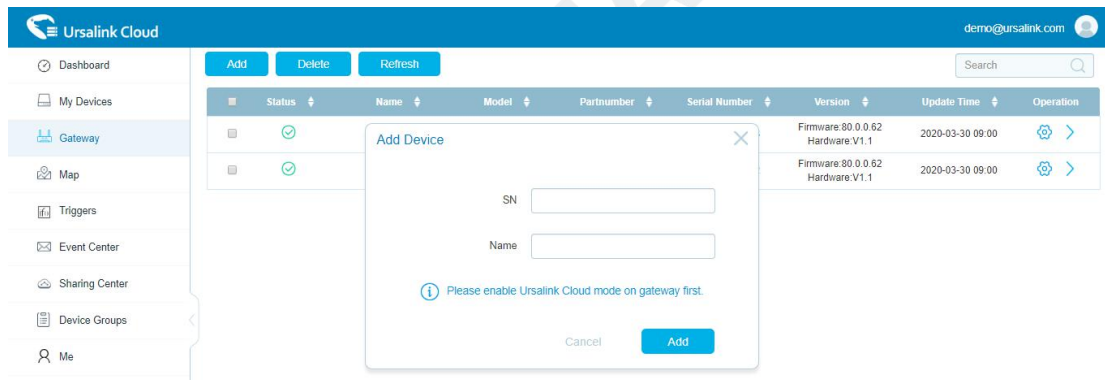 Ursalink Cloud
demo@ursalink.com
Dashboard
My Devices
Gateway
Map
Triggers
Event Center
Sharing Center
Device Groups
Me
Add Delete Refresh
Search
Status Name Model Partnumber Serial Number Version Update Time Operation
Firmware:80.0.0.62
Hardware:V1.1
2020-03-30 09:00
Firmware:80.0.0.62
Hardware:V1.1
2020-03-30 09:00
Add Device
SN
Name
Please enable Ursalink Cloud mode on gateway first.
Cancel Add